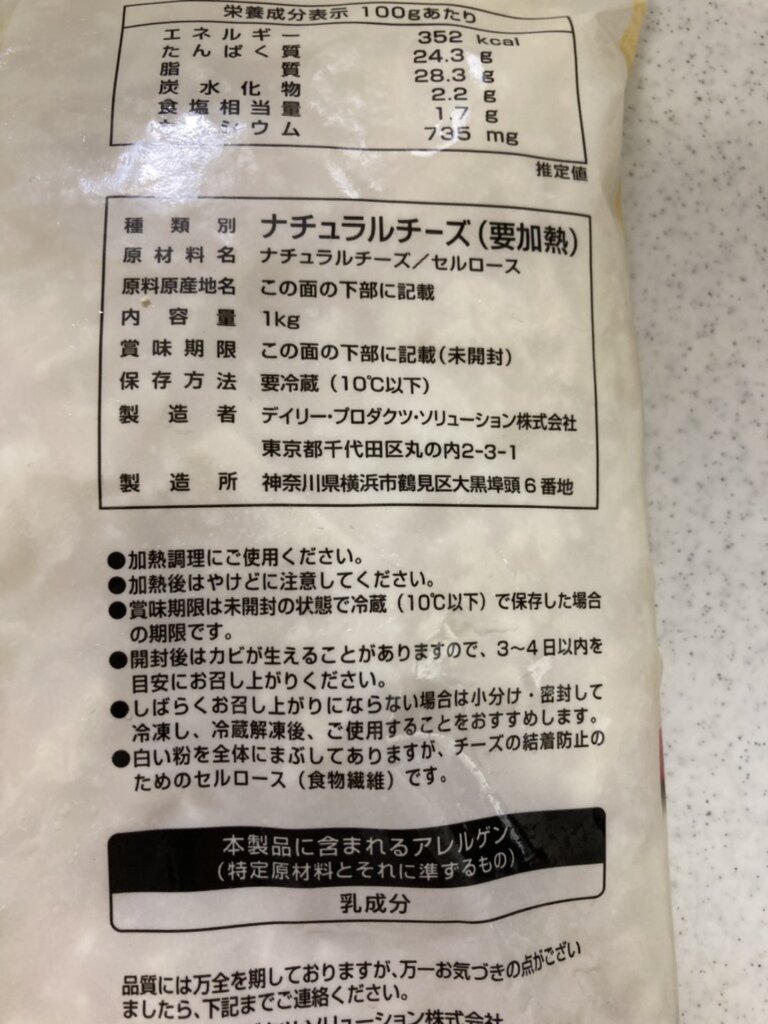 栄養成分表示 100gあたり
エネルギー 352 kcal
たんぱく質 24.3 g
脂質 28.3 g
炭水化物 2.2 g
食塩相当量 1.7 g
シウム 735 mg
推定値
種類別 ナチュラルチーズ(要加熱)
原材料名 ナチュラルチーズ/セルロース
原料原産地名 この面の下部に記載
内容量 1kg
賞味期限 この面の下部に記載(未開封)
保存方法 要冷蔵(10℃以下)
製造者 デイリー・プロダクツ・ソリューション株式会社
東京都千代田区丸の内2-3-1
製造所 神奈川県横浜市鶴見区大黒埠頭6番地
●加熱調理にご使用ください。
●加熱後はやけどに注意してください。
●賞味期限は未開封の状態で冷蔵(10℃以下)で保存した場合
の期限です。
●開封後はカビが生えることがありますので、3〜4日以内を
目安にお召し上がりください。
●しばらくお召し上がりにならない場合は小分け・密封して
冷凍し、冷蔵解凍後、ご使用することをおすすめします。
●白い粉を全体にまぶしてありますが、チーズの結着防止の
ためのセルロース(食物繊維)です。
本製品に含まれるアレルゲン
(特定原材料とそれに準ずるもの)
乳成分
品質には万全を期しておりますが、万一お気づきの点がござい
ましたら、下記までご連絡ください。
ソリューション株式会社